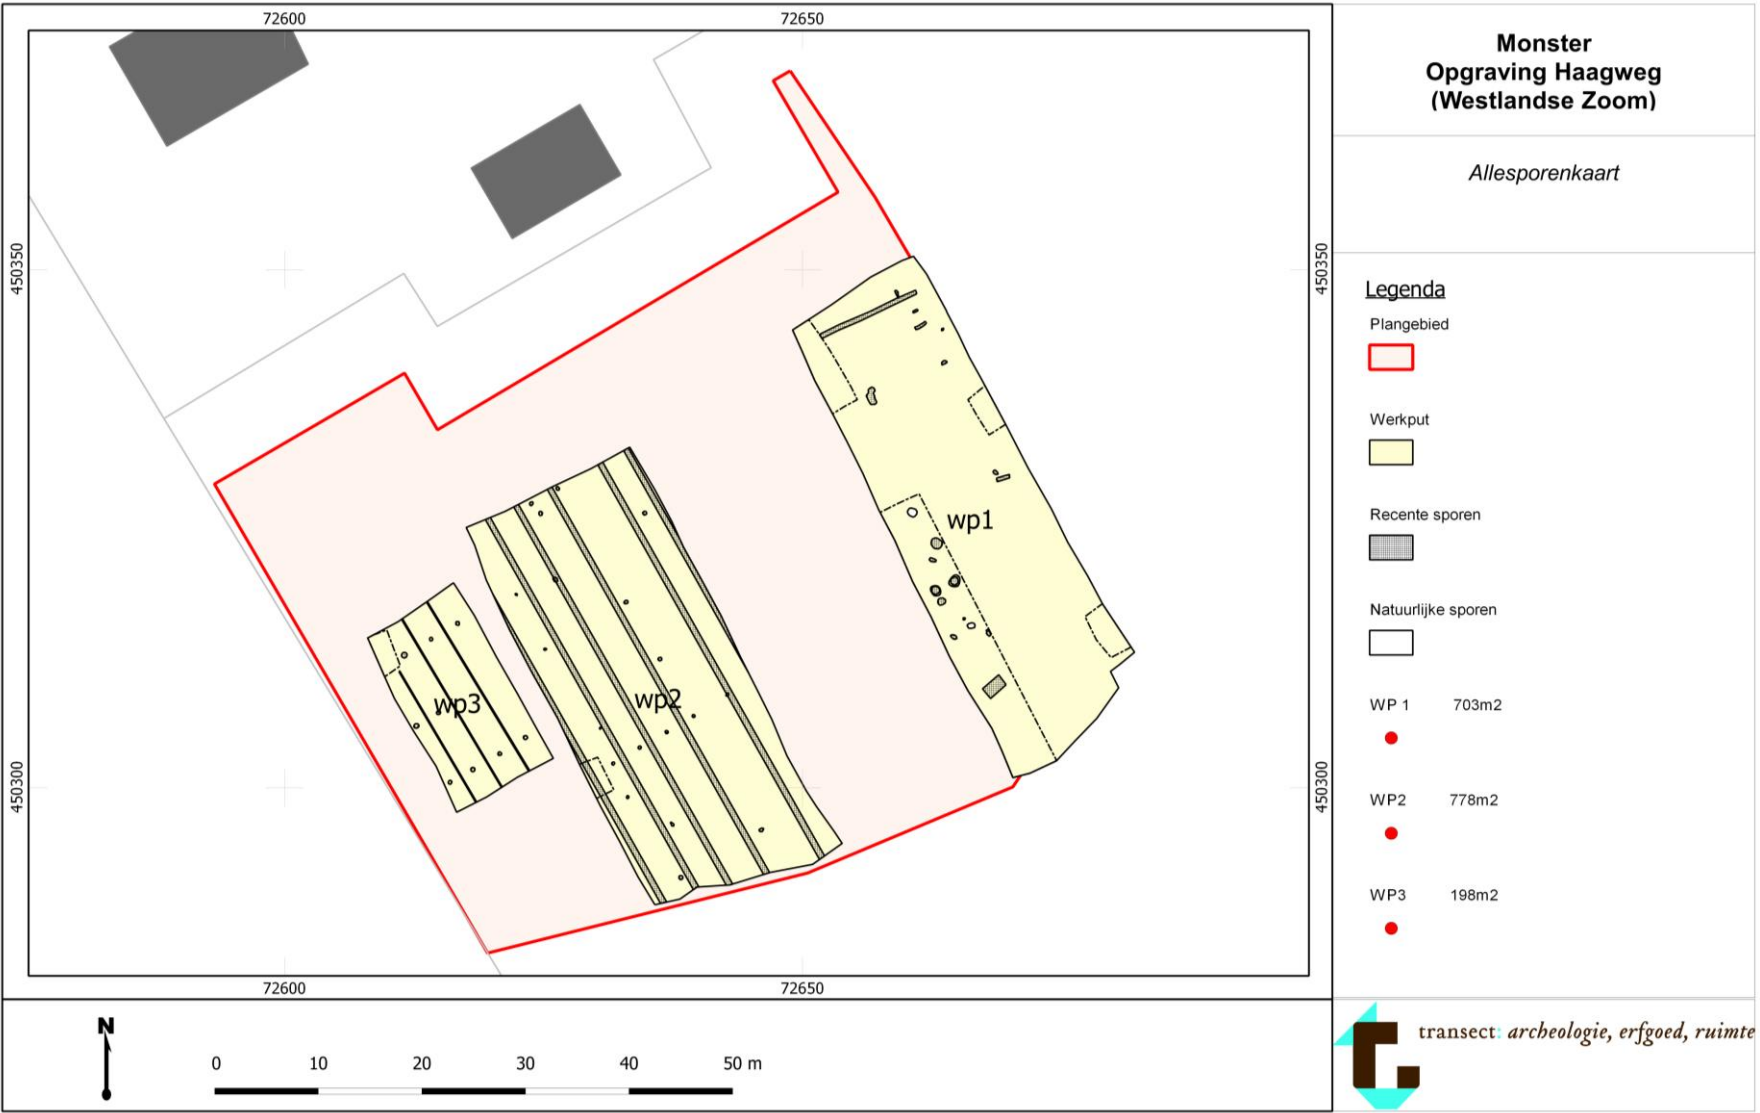 72600
72650
450350
450300
450350
450300
wp1
wp2
wp3
72600
72650
Monster
Opgraving Haagweg
(Westlandse Zoom)
Allesporenkaart
Legenda
Plangebied
Werkput
Recente sporen
Natuurlijke sporen
WP 1 703m2
WP2 778m2
WP3 198m2
N
0 10 20 30 40 50 m
transect: archeologie, erfgoed, ruimte